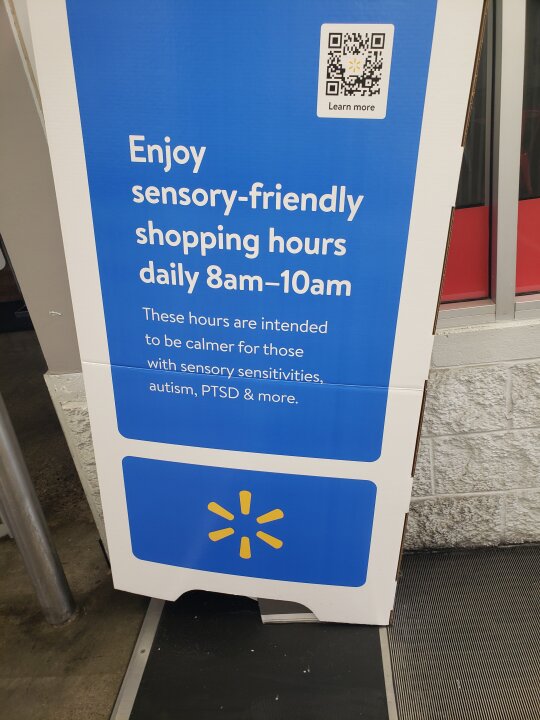 Learn more
Enjoy
sensory-friendly
shopping hours
daily 8am–10am
These hours are intended
to be calmer for those
with sensory sensitivities,
autism, PTSD & more.